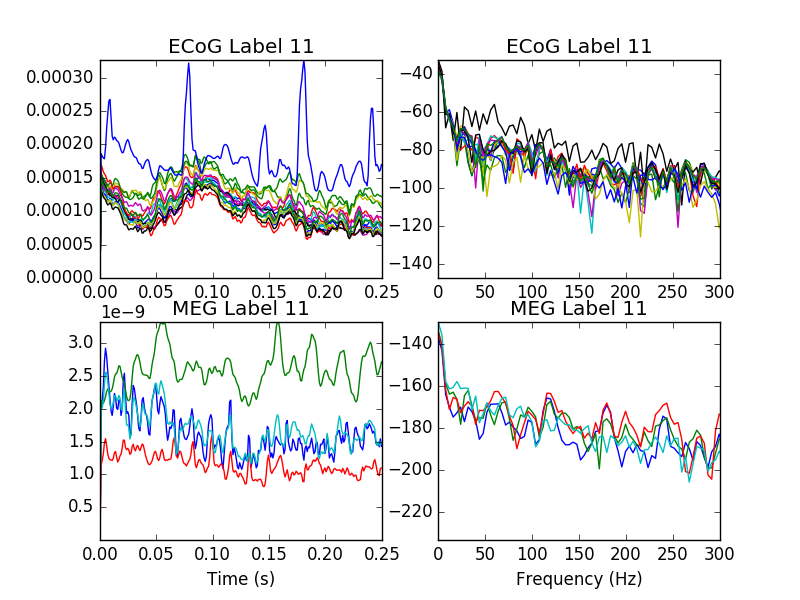 ECoG Label 11
0.00030
0.00025
0.00020
0.00015
0.00010
0.00005
0.00000
0.00 0.05 0.10 0.15 0.20 0.25
ECoG Label 11
−40
−60
−80
−100
−120
−140
0 50 100 150 200 250 300
MEG Label 11
1e−9
3.0
2.5
2.0
1.5
1.0
0.5
0.00 0.05 0.10 0.15 0.20 0.25
Time (s)
MEG Label 11
−140
−160
−180
−200
−220
0 50 100 150 200 250 300
Frequency (Hz)